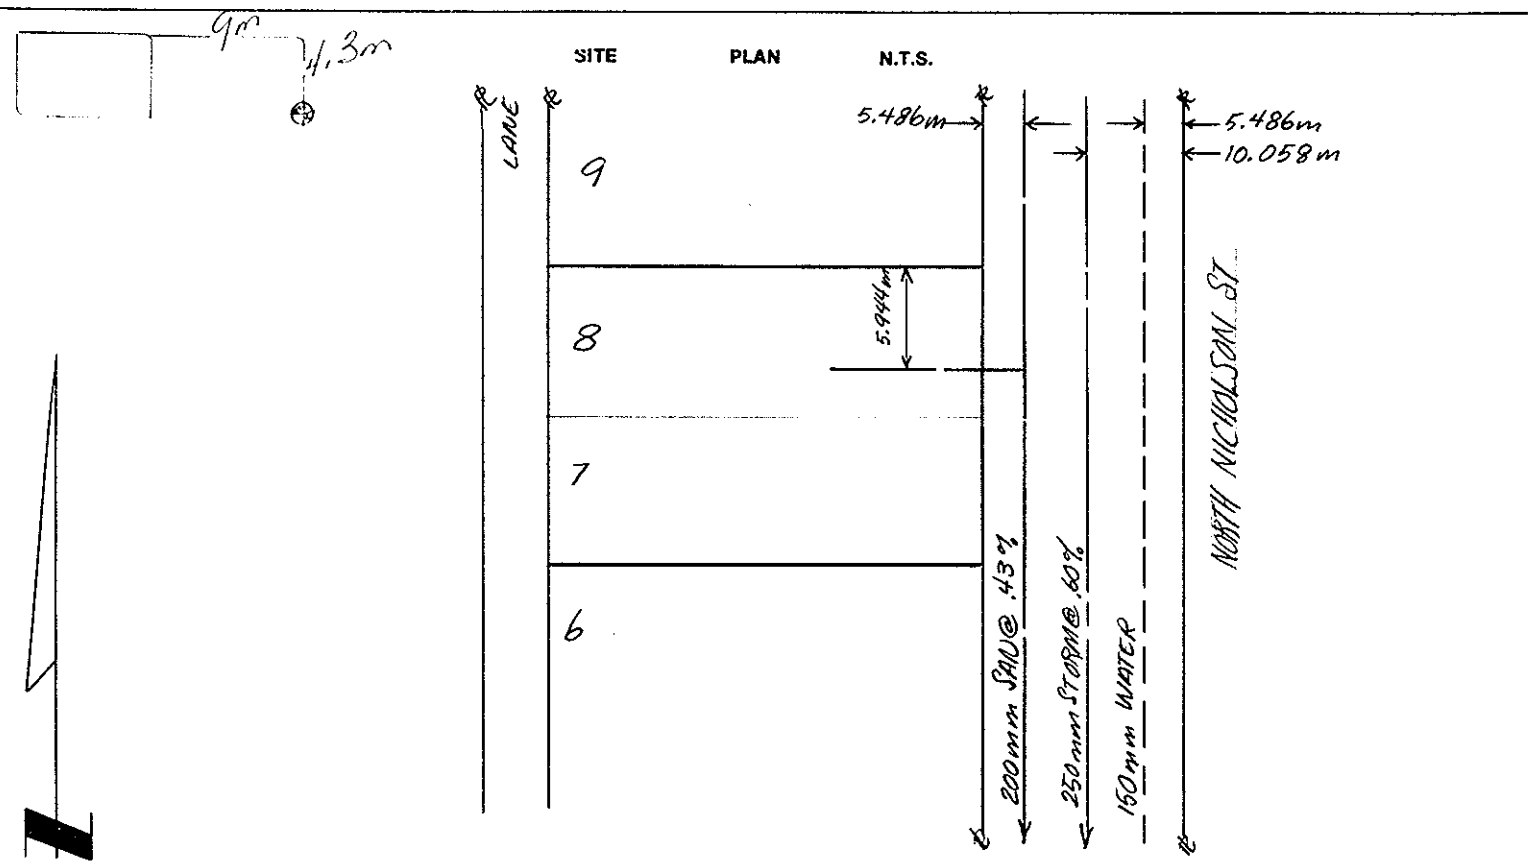 9m
4.3m
SITE PLAN N.T.S.
LANE
5.486m
5.486m
10.058m
9
5.944m
8
7
6
200mm SAN@ .43%
250mm STORM@ .60%
150mm WATER
NORTH NICHOLSON ST